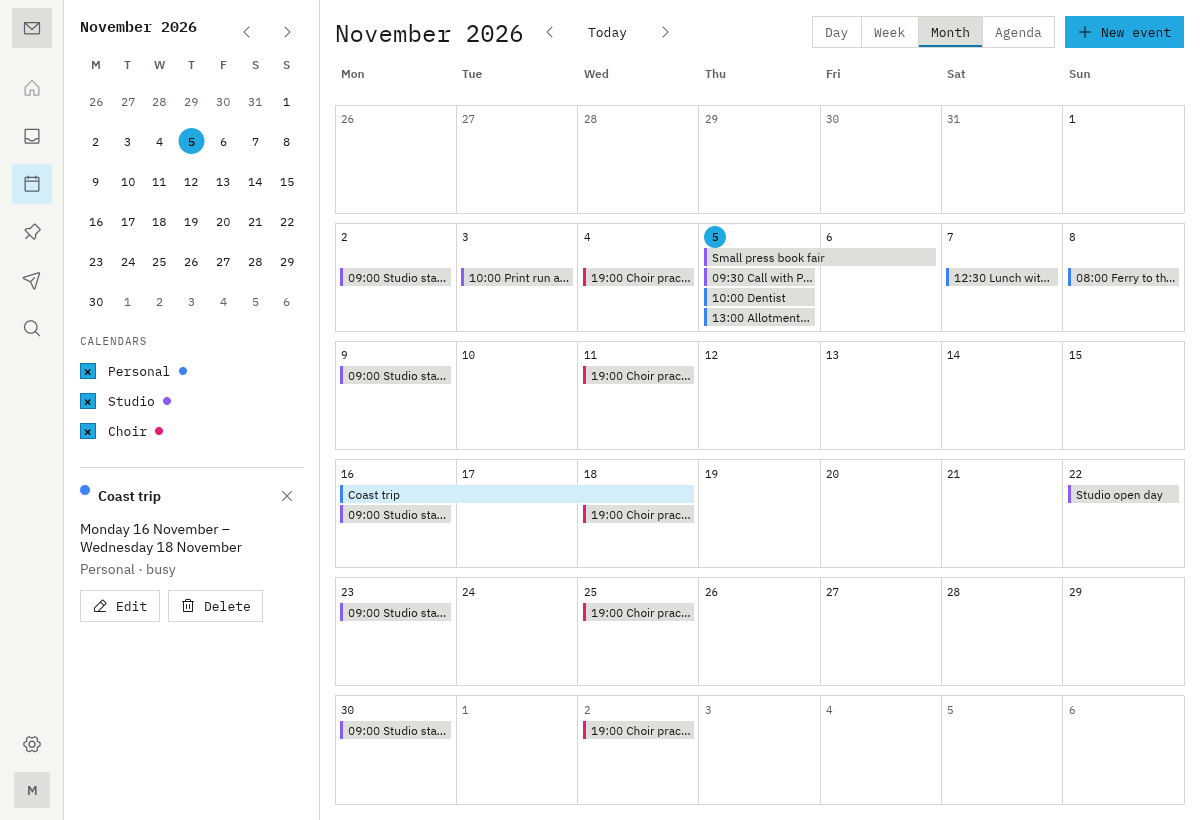 November 2026
M T W T F S S
26 27 28 29 30 31 1
2 3 4 5 6 7 8
9 10 11 12 13 14 15
16 17 18 19 20 21 22
23 24 25 26 27 28 29
30 1 2 3 4 5 6
CALENDARS
Personal
Studio
Choir
Coast trip
Monday 16 November –
Wednesday 18 November
Personal · busy
Edit Delete
M
November 2026 Today Day Week Month Agenda New event
Mon Tue Wed Thu Fri Sat Sun
26 27 28 29 30 31 1
2 3 4 5 6 7 8
Small press book fair
09:00 Studio sta... 10:00 Print run a... 19:00 Choir prac... 09:30 Call with P... 12:30 Lunch wit... 08:00 Ferry to th...
10:00 Dentist
13:00 Allotment...
9 10 11 12 13 14 15
09:00 Studio sta... 19:00 Choir prac...
16 17 18 19 20 21 22
Coast trip Studio open day
09:00 Studio sta... 19:00 Choir prac...
23 24 25 26 27 28 29
09:00 Studio sta... 19:00 Choir prac...
30 1 2 3 4 5 6
09:00 Studio sta... 19:00 Choir prac...